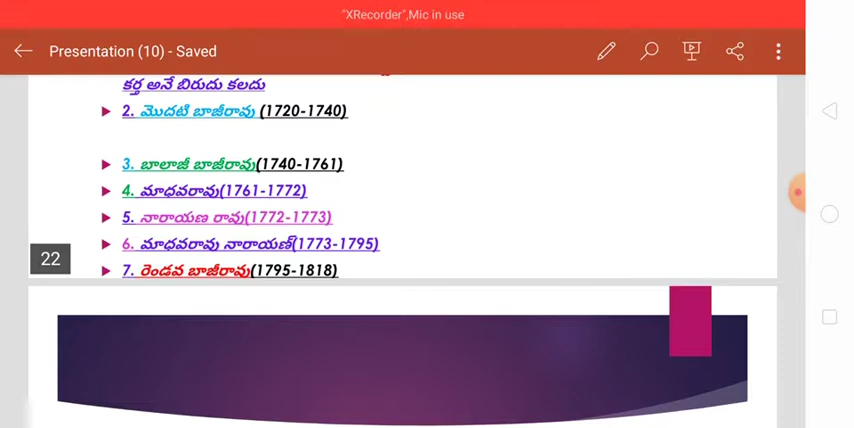 "XRecorder",Mic in use
Presentation (10) - Saved
కర్త అనే బిరుదు కలదు
2. మొదటి బాజీరావు (1720-1740)
3. బాలాజీ బాజీరావు(1740-1761)
4. మాధవరావు(1761-1772)
5. నారాయణ రావు(1772-1773)
6. మాధవరావు నారాయణ్(1773-1795)
22
7. రెండవ బాజీరావు(1795-1818)